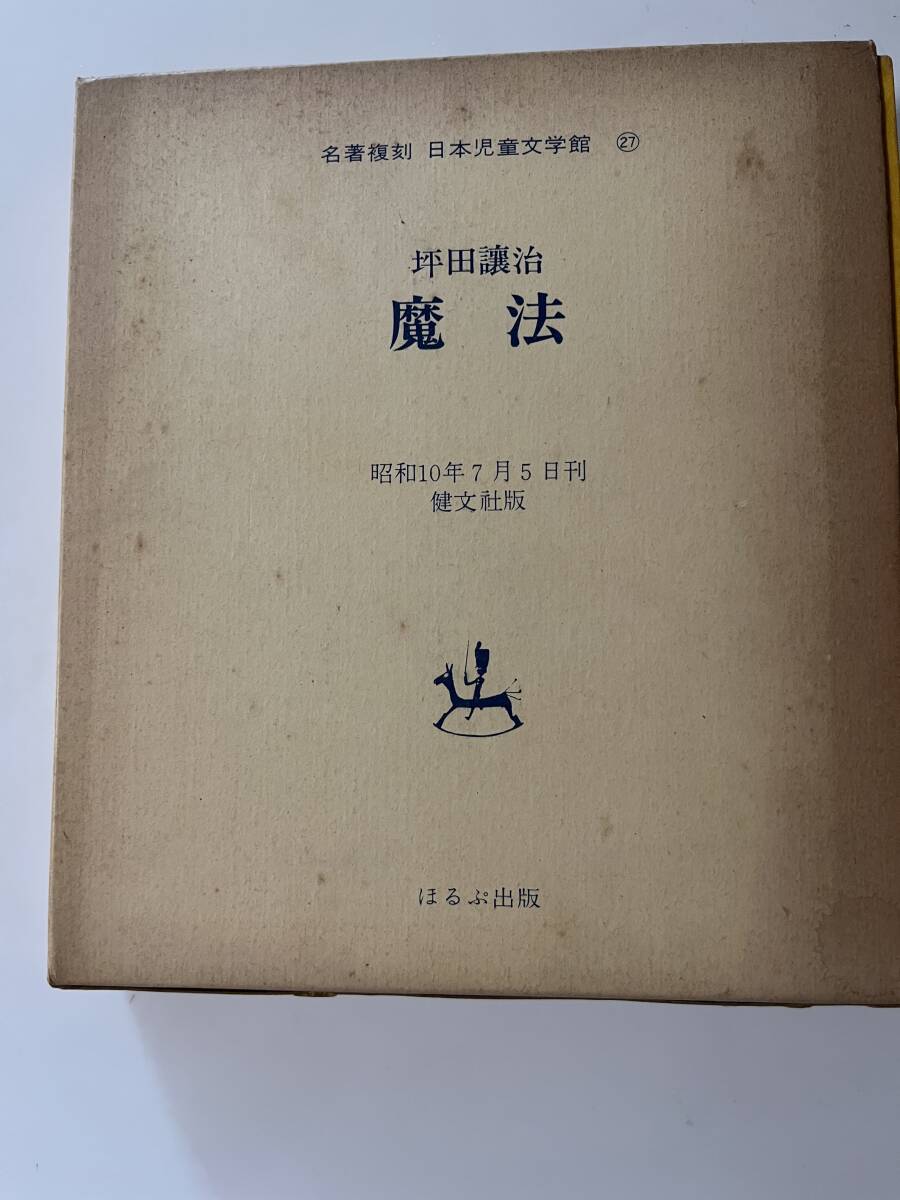 名著複刻 日本児童文学館 ㉗
坪田譲治
魔 法
昭和10年7月5日刊
健文社版
ほるぷ出版